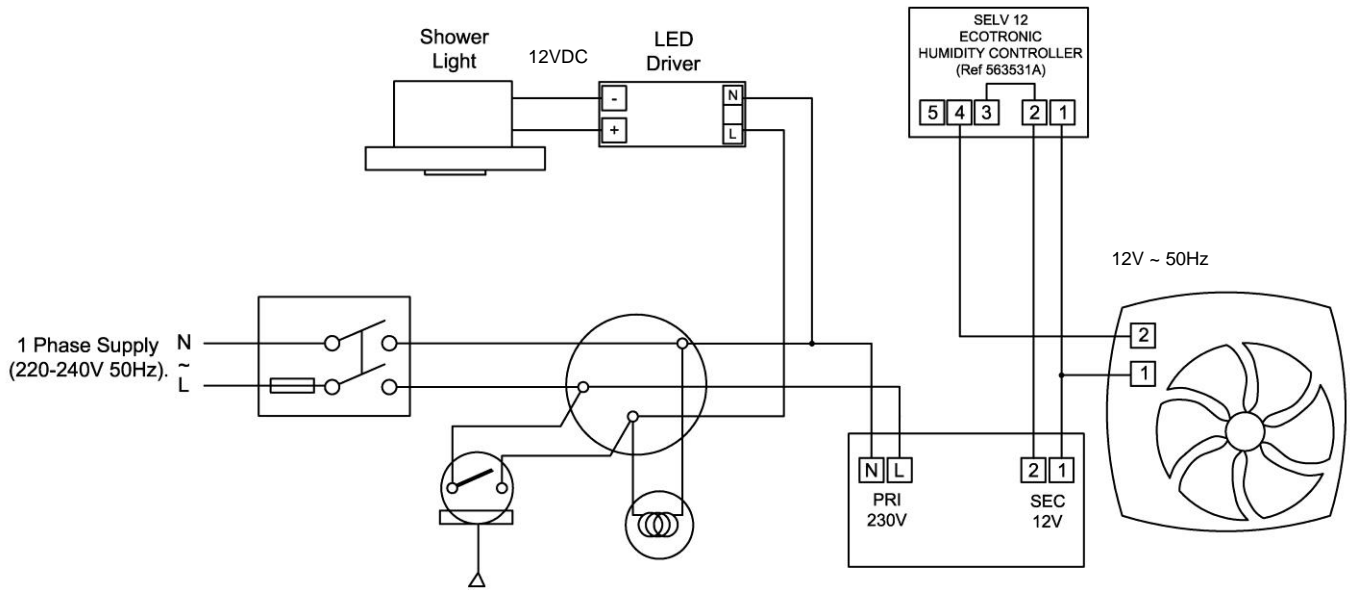 SELV 12
ECOTRONIC
HUMIDITY CONTROLLER
(Ref 563531A)
5 4 3 2 1
Shower
Light
12VDC
LED
Driver
- N
+ L
12V ~ 50Hz
2
1
1 Phase Supply N
(220-240V 50Hz). ~
L
N L 2 1
PRI SEC
230V 12V